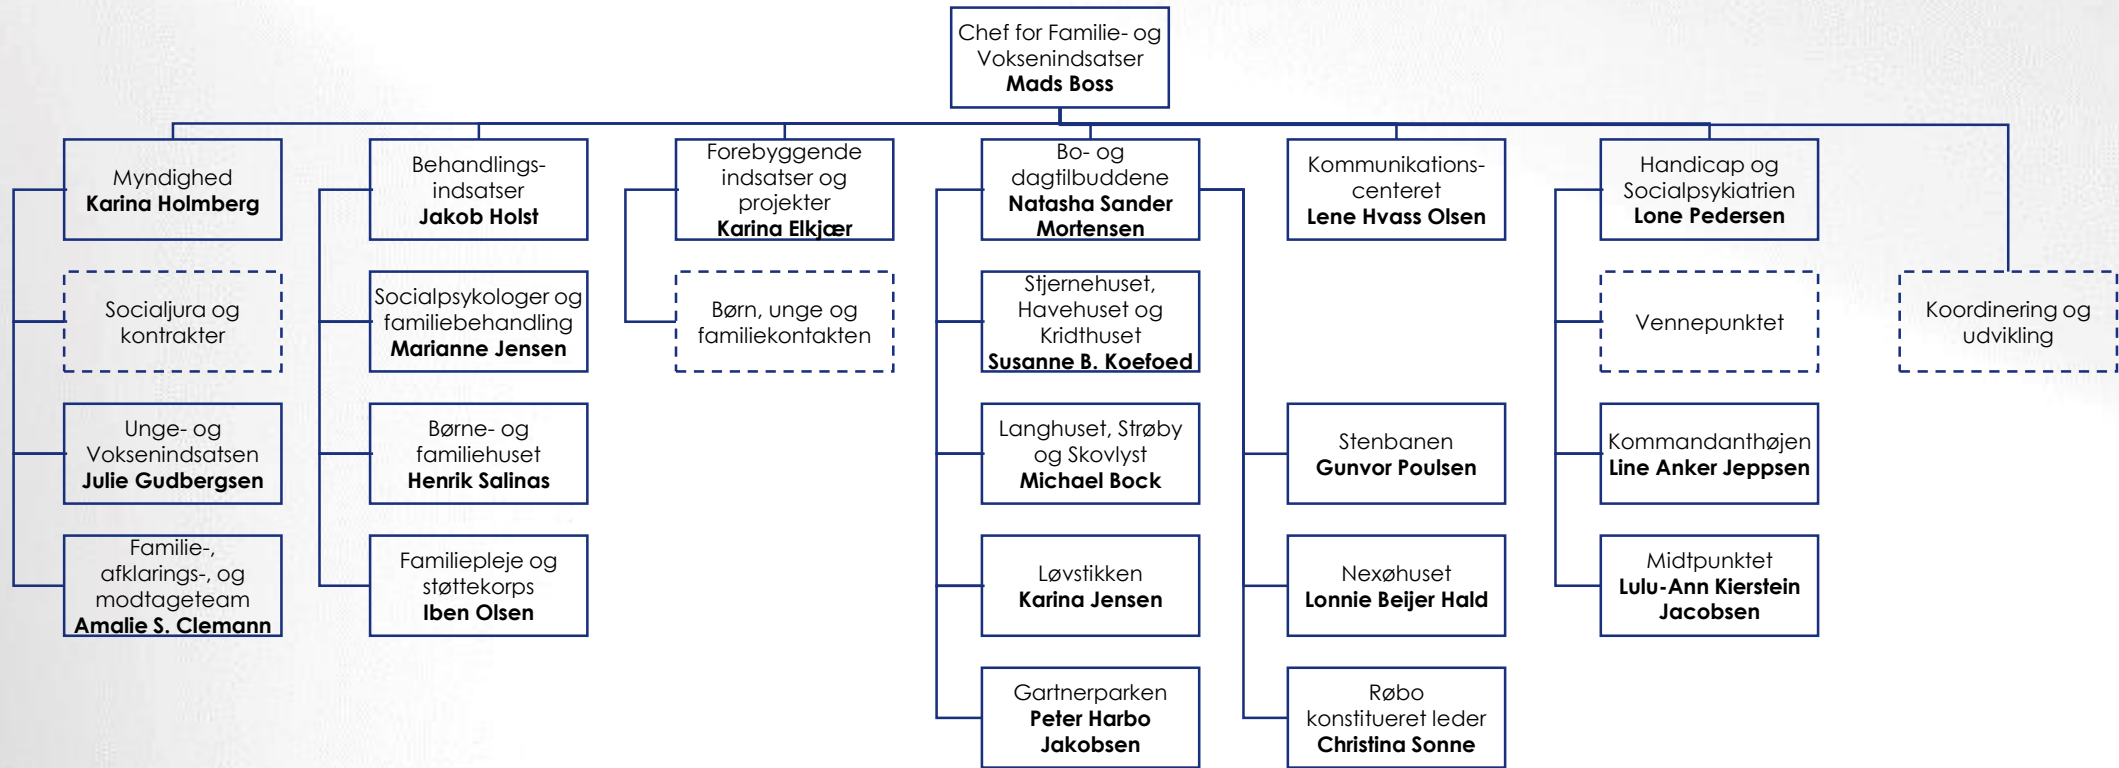 Chef for Familie- og
Voksenindsatser
Mads Boss
Myndighed
Karina Holmberg
Behandlings-
indsatser
Jakob Holst
Forebyggende
indsatser og
projekter
Karina Elkjær
Bo- og
dagtilbuddene
Natasha Sander
Mortensen
Kommunikations-
centeret
Lene Hvass Olsen
Handicap og
Socialpsykiatrien
Lone Pedersen
Socialjura og
kontrakter
Socialpsykologer og
familiebehandling
Marianne Jensen
Børn, unge og
familiekontakten
Stjernehuset,
Havehuset og
Kridthuset
Susanne B. Koefoed
Vennepunktet
Koordinering og
udvikling
Unge- og
Voksenindsatsen
Julie Gudbergsen
Børne- og
familiehuset
Henrik Salinas
Langhuset, Strøby
og Skovlyst
Michael Bock
Stenbanen
Gunvor Poulsen
Kommandanthøjen
Line Anker Jeppsen
Familie-,
afklarings-, og
modtageteam
Amalie S. Clemann
Familiepleje og
støttekorps
Iben Olsen
Løvstikken
Karina Jensen
Nexøhuset
Lonnie Beijer Hald
Midtpunktet
Lulu-Ann Kierstein
Jacobsen
Gartnerparken
Peter Harbo
Jakobsen
Røbo
konstitueret leder
Christina Sonne